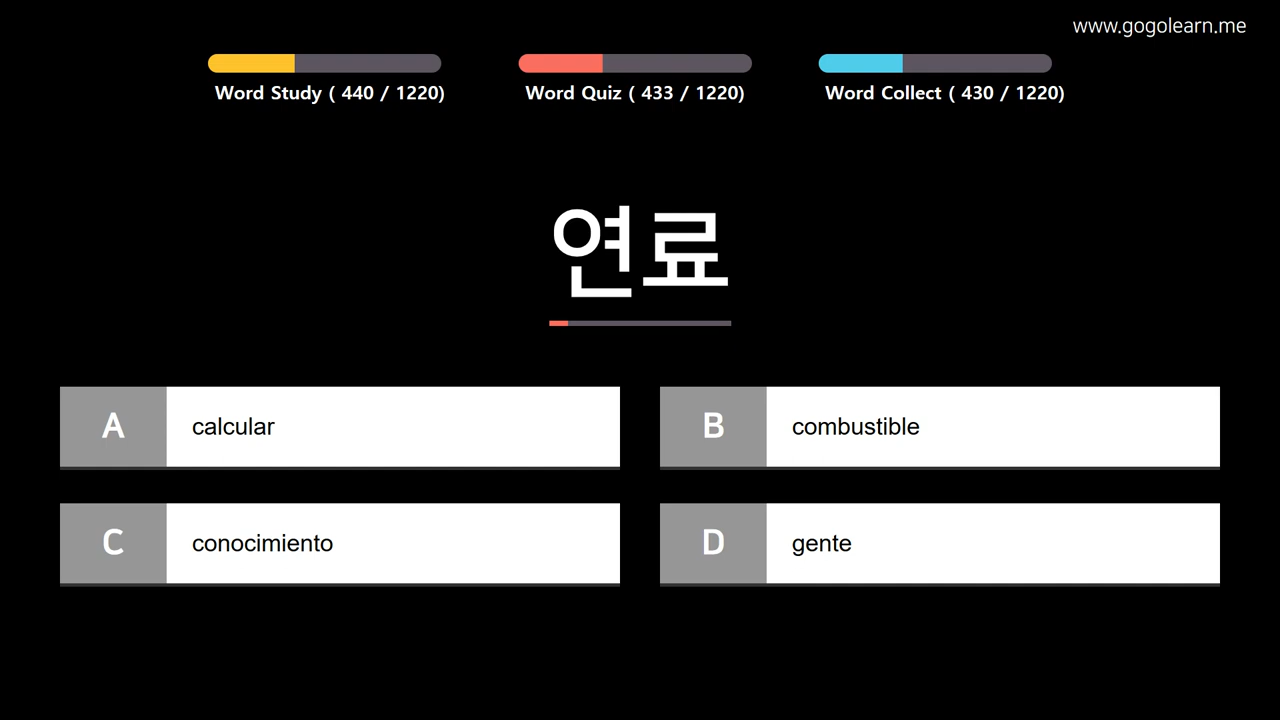 www.gogolearn.me
Word Study ( 440 / 1220)
Word Quiz ( 433 / 1220)
Word Collect ( 430 / 1220)
연료
A calcular
B combustible
C conocimiento
D gente